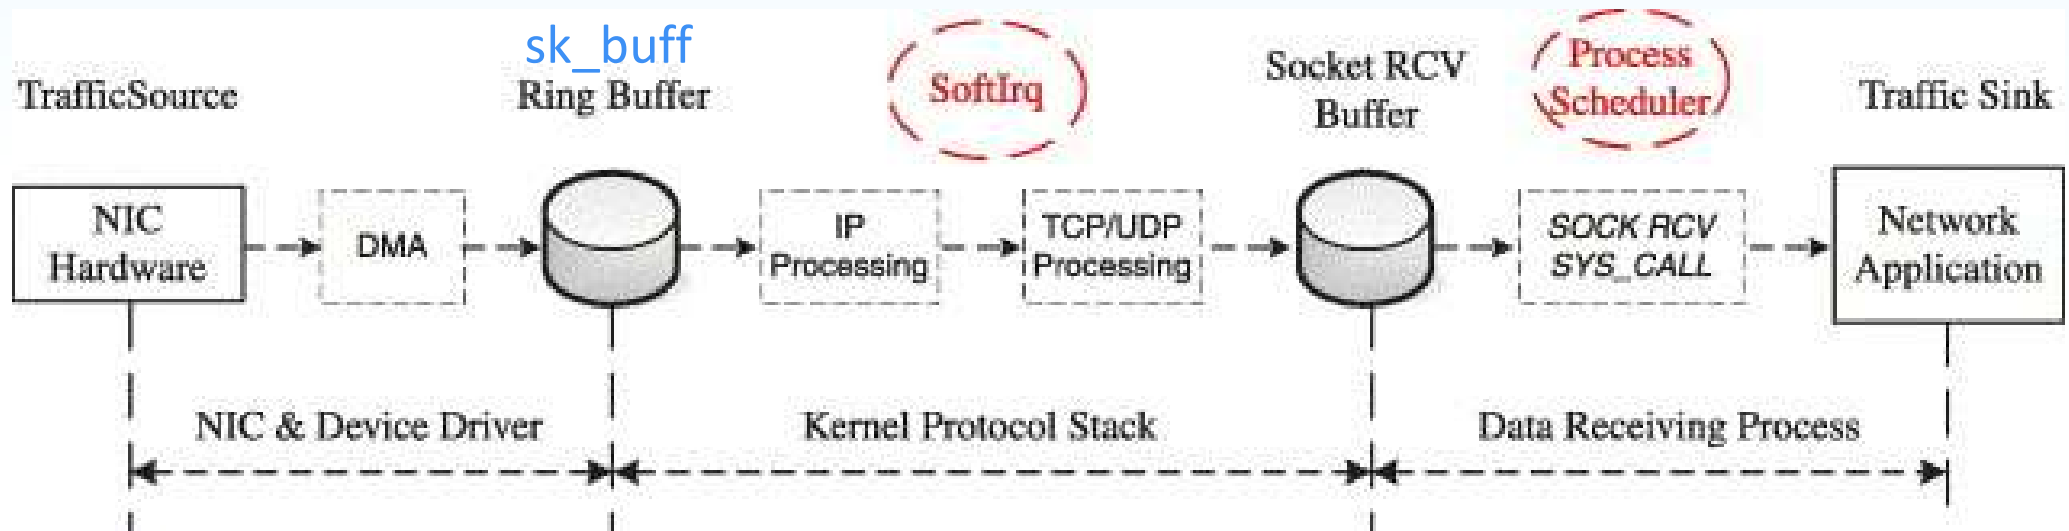 sk_buff
TrafficSource
Ring Buffer
SoftIrq
Socket RCV
Buffer
Process
Scheduler
Traffic Sink
NIC
Hardware
DMA
IP
Processing
TCP/UDP
Processing
SOCK RCV
SYS_CALL
Network
Application
NIC & Device Driver
Kernel Protocol Stack
Data Receiving Process